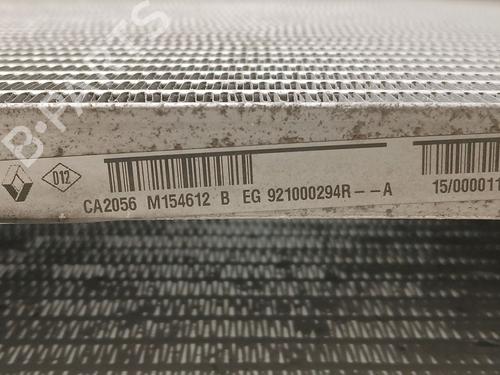 B-PARTS
D12
CA2056 M154612 B EG 921000294R--A
15/000011